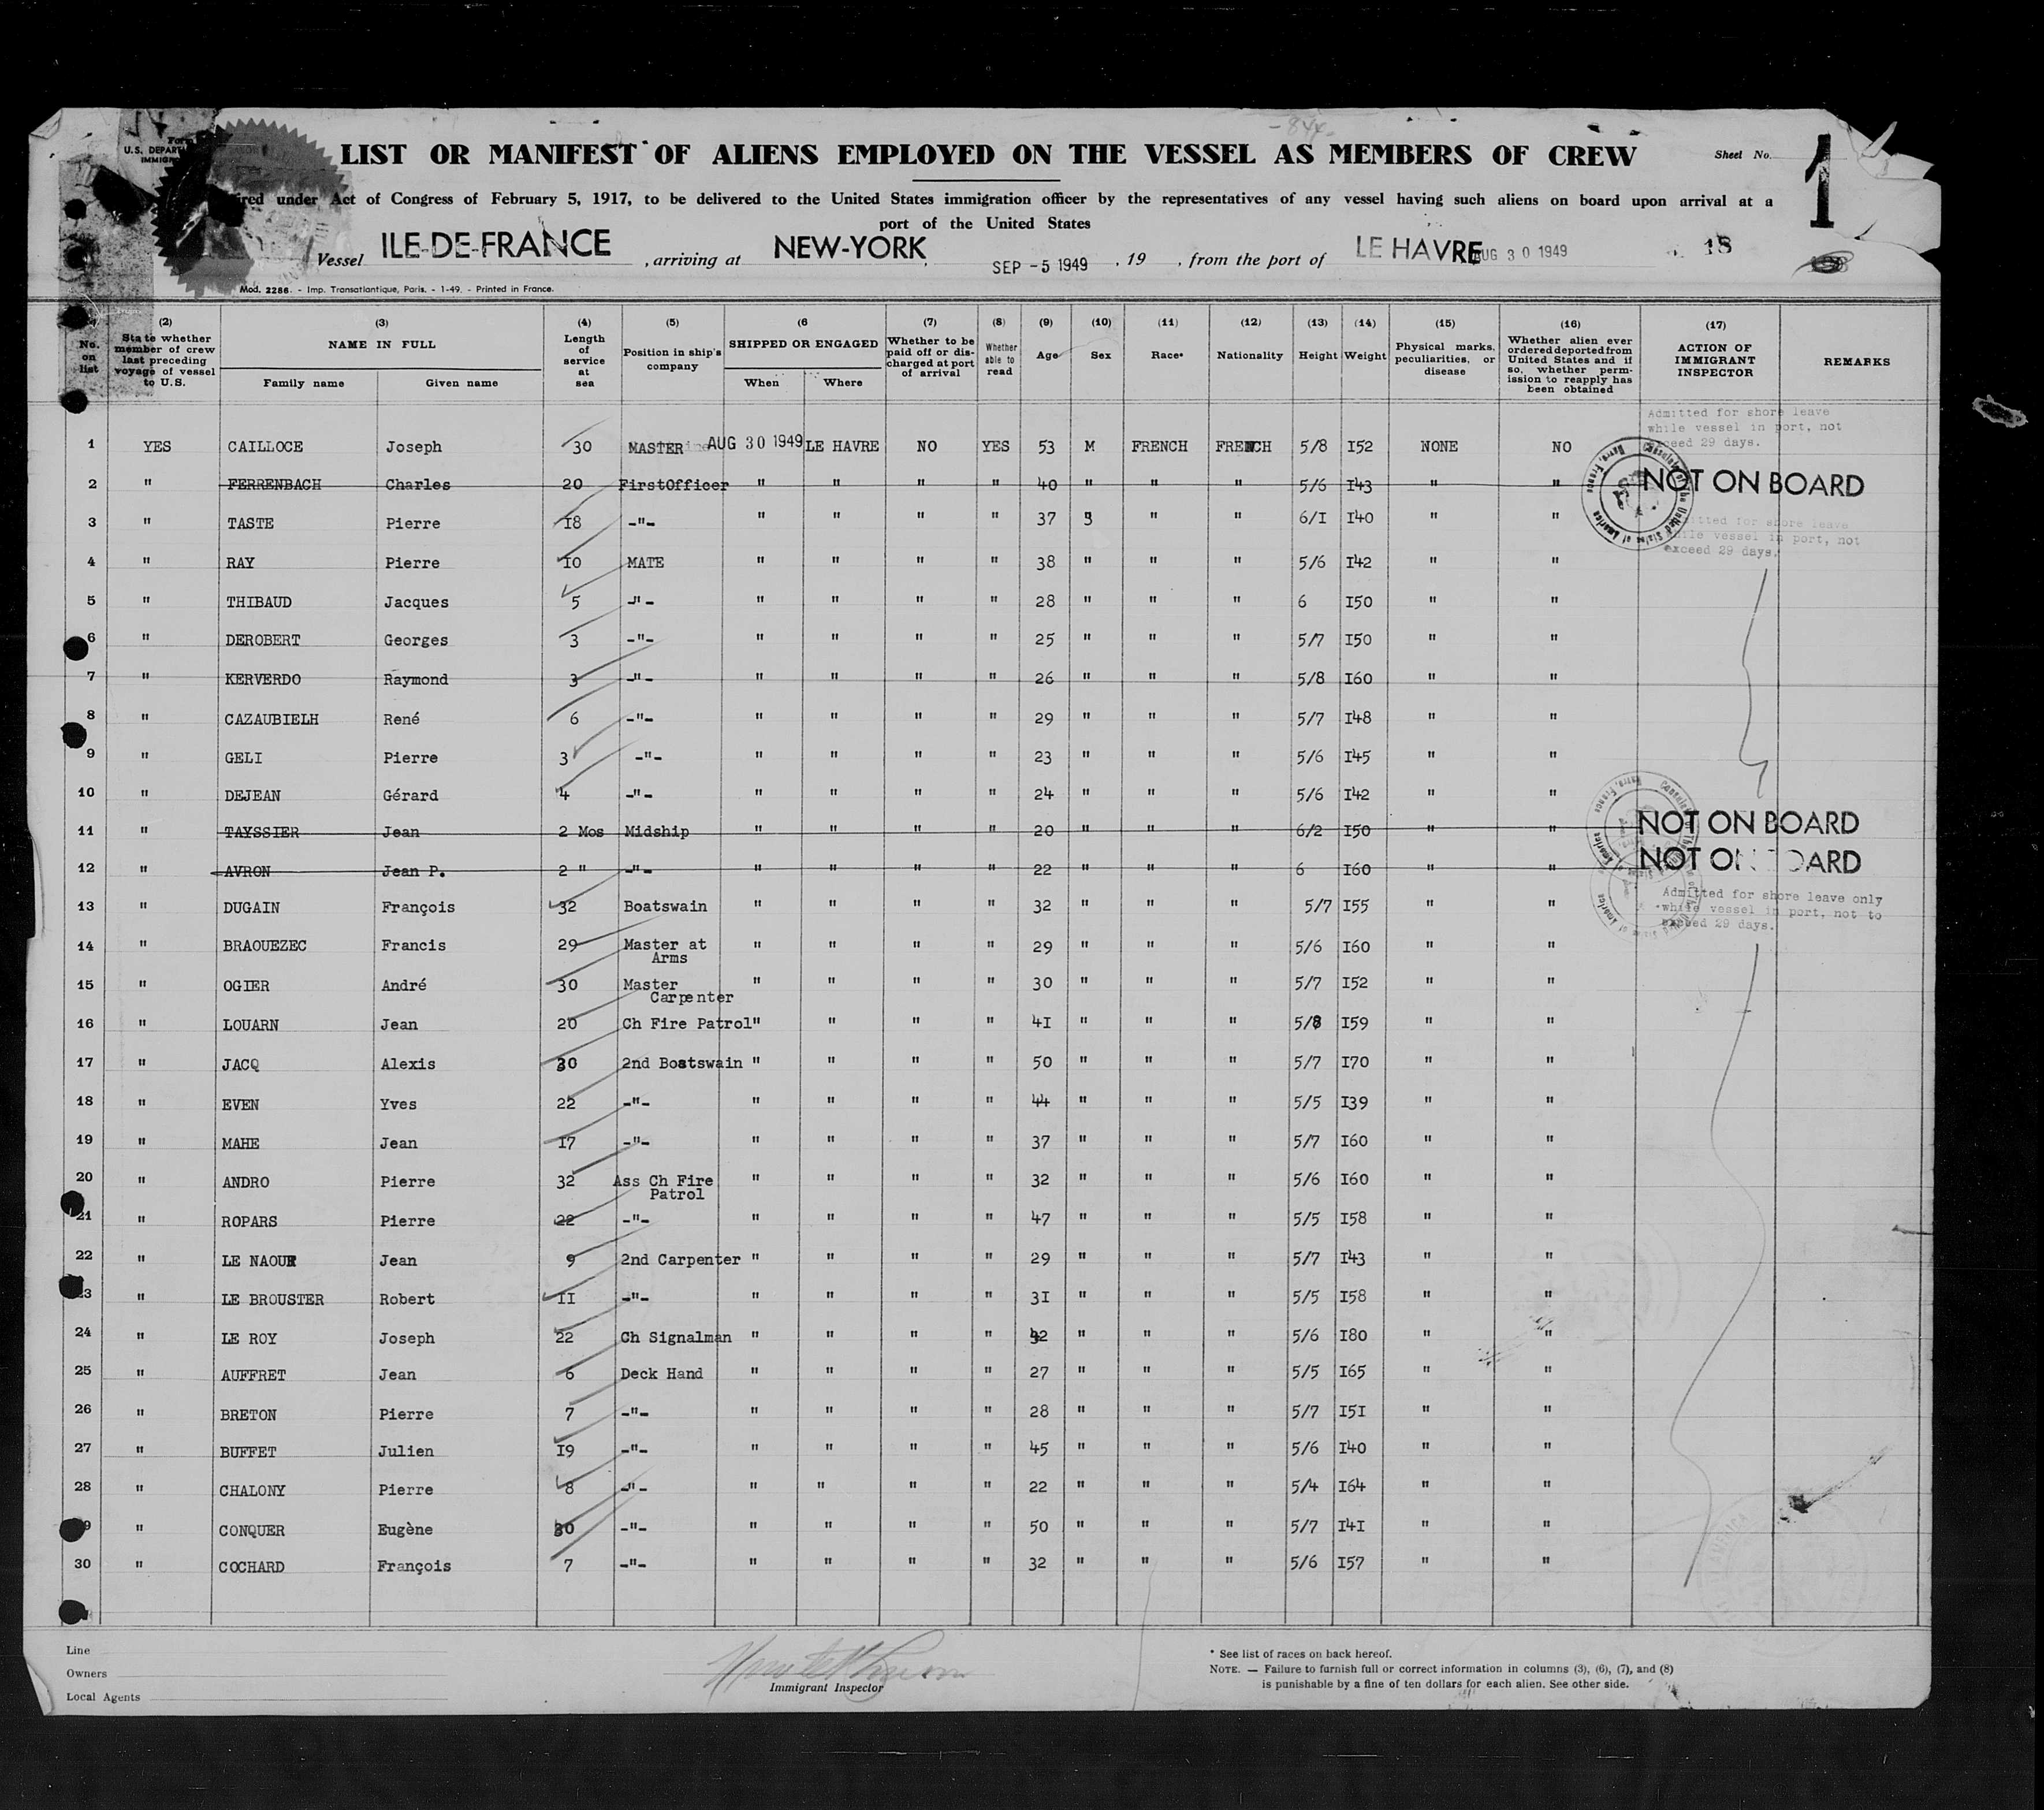 -844-
Form
U.S. DEPAR
IMMIGR
LIST OR MANIFEST OF ALIENS EMPLOYED ON THE VESSEL AS MEMBERS OF CREW
Sheet No. 1
ired under Act of Congress of February 5, 1917, to be delivered to the United States immigration officer by the representatives of any vessel having such aliens on board upon arrival at a
port of the United States
Vessel ILE-DE-FRANCE , arriving at NEW-YORK SEP -5 1949 , 19 , from the port of LE HAVRE AUG 30 1949 18
Mod. 2286. - Imp. Transatlantique, Paris. - 1-49. - Printed in France.
No. on list (2) State whether member of crew last preceding voyage of vessel to U.S. (3) NAME IN FULL Family name Given name (4) Length of service at sea (5) Position in ship's company (6 SHIPPED OR ENGAGED When Where (7) Whether to be paid off or discharged at port of arrival (8) Whether able to read (9) Age (10) Sex (11) Race* (12) Nationality (13) Height (14) Weight (15) Physical marks, peculiarities, or disease (16) Whether alien ever ordered deported from United States and if so, whether permission to reapply has been obtained (17) ACTION OF IMMIGRANT INSPECTOR REMARKS
Admitted for shore leave
while vessel in port, not
exceed 29 days.
1 YES CAILLOCE Joseph 30 MASTER AUG 30 1949 LE HAVRE NO YES 53 M FRENCH FRENCH 5/8 I52 NONE NO
2 " FERRENBACH Charles 20 FirstOfficer " " " " 40 " " " 5/6 I43 " " NOT ON BOARD
3 " TASTE Pierre I8 -"- " " " " 37 " " " 6/I I40 " "
Admitted for shore leave
while vessel in port, not
exceed 29 days.
4 " RAY Pierre I0 MATE " " " " 38 " " " 5/6 I42 " "
5 " THIBAUD Jacques 5 -"- " " " " 28 " " " 6 I50 " "
6 " DEROBERT Georges 3 -"- " " " " 25 " " " 5/7 I50 " "
7 " KERVERDO Raymond 3 -"- " " " " 26 " " " 5/8 I60 " "
8 " CAZAUBIELH René 6 -"- " " " " 29 " " " 5/7 I48 " "
9 " GELI Pierre 3 -"- " " " " 23 " " " 5/6 I45 " "
10 " DEJEAN Gérard 4 -"- " " " " 24 " " " 5/6 I42 " "
11 " TAYSSIER Jean 2 Mos Midship " " " " 20 " " " 6/2 I50 " " NOT ON BOARD
12 " AVRON Jean P. 2 " -"- " " " " 22 " " " 6 I60 " " NOT ON BOARD
Admitted for shore leave only
while vessel in port, not to
exceed 29 days.
13 " DUGAIN François 32 Boatswain " " " " 32 " " " 5/7 I55 " "
14 " BRAOUEZEC Francis 29 Master at Arms " " " " 29 " " " 5/6 I60 " "
15 " OGIER André 30 Master Carpenter " " " " 30 " " " 5/7 I52 " "
16 " LOUARN Jean 20 Ch Fire Patrol " " " " 4I " " " 5/8 I59 " "
17 " JACQ Alexis 30 2nd Boatswain " " " " 50 " " " 5/7 I70 " "
18 " EVEN Yves 22 -"- " " " " 44 " " " 5/5 I39 " "
19 " MAHE Jean I7 -"- " " " " 37 " " " 5/7 I60 " "
20 " ANDRO Pierre 32 Ass Ch Fire Patrol " " " " 32 " " " 5/6 I60 " "
21 " ROPARS Pierre 22 -"- " " " " 47 " " " 5/5 I58 " "
22 " LE NAOUR Jean 9 2nd Carpenter " " " " 29 " " " 5/7 I43 " "
23 " LE BROUSTER Robert II -"- " " " " 3I " " " 5/5 I58 " "
24 " LE ROY Joseph 22 Ch Signalman " " " " " " " 5/6 I80 " "
25 " AUFFRET Jean 6 Deck Hand " " " " 27 " " " 5/5 I65 " "
26 " BRETON Pierre 7 -"- " " " " 28 " " " 5/7 I5I " "
27 " BUFFET Julien I9 -"- " " " " 45 " " " 5/6 I40 " "
28 " CHALONY Pierre 8 -"- " " " " 22 " " " 5/4 I64 " "
29 " CONQUER Eugène 30 -"- " " " " 50 " " " 5/7 I4I " "
30 " COCHARD François 7 -"- " " " " 32 " " " 5/6 I57 " "
Line
Owners
Local Agents
Immigrant Inspector
* See list of races on back hereof.
NOTE. — Failure to furnish full or correct information in columns (3), (6), (7), and (8)
is punishable by a fine of ten dollars for each alien. See other side.